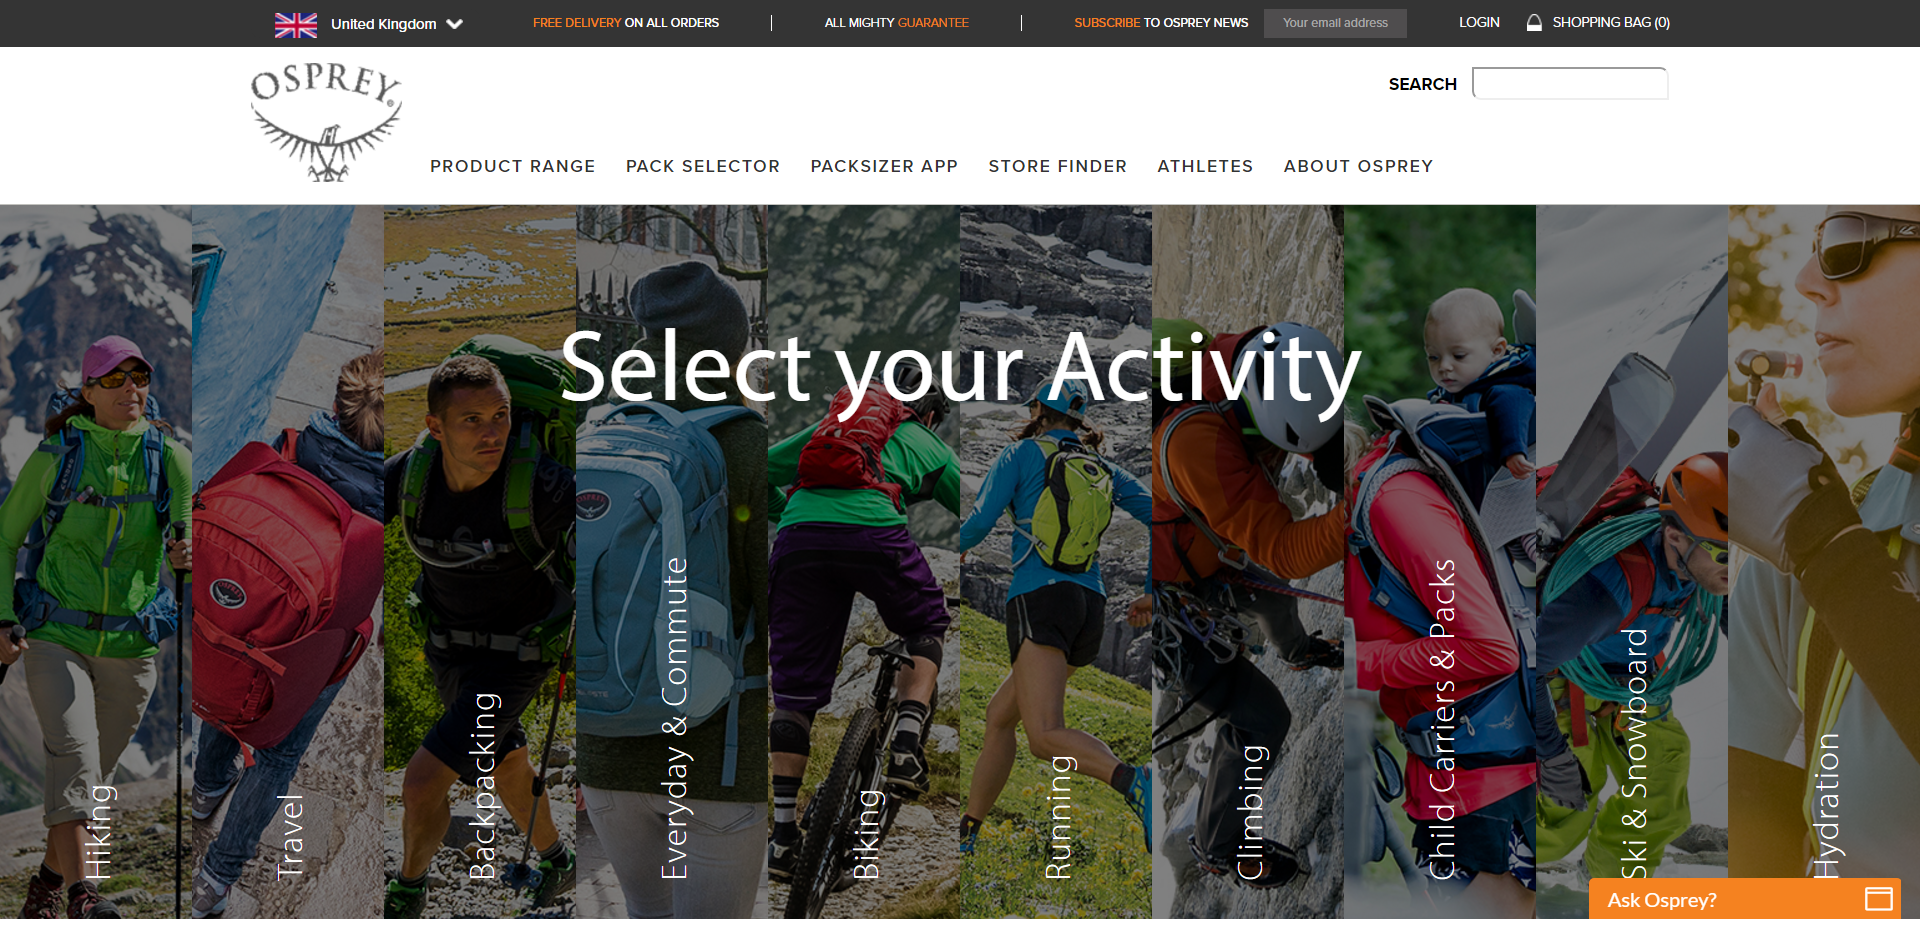 United Kingdom
FREE DELIVERY ON ALL ORDERS
ALL MIGHTY GUARANTEE
SUBSCRIBE TO OSPREY NEWS
Your email address
LOGIN
SHOPPING BAG (0)
OSPREY
SEARCH
PRODUCT RANGE
PACK SELECTOR
PACKSIZER APP
STORE FINDER
ATHLETES
ABOUT OSPREY
Select your Activity
OSPREY
OSPREY
Hiking
Travel
Backpacking
Everyday & Commute
Biking
Running
Climbing
Child Carriers & Packs
Ski & Snowboard
Hydration
Ask Osprey?